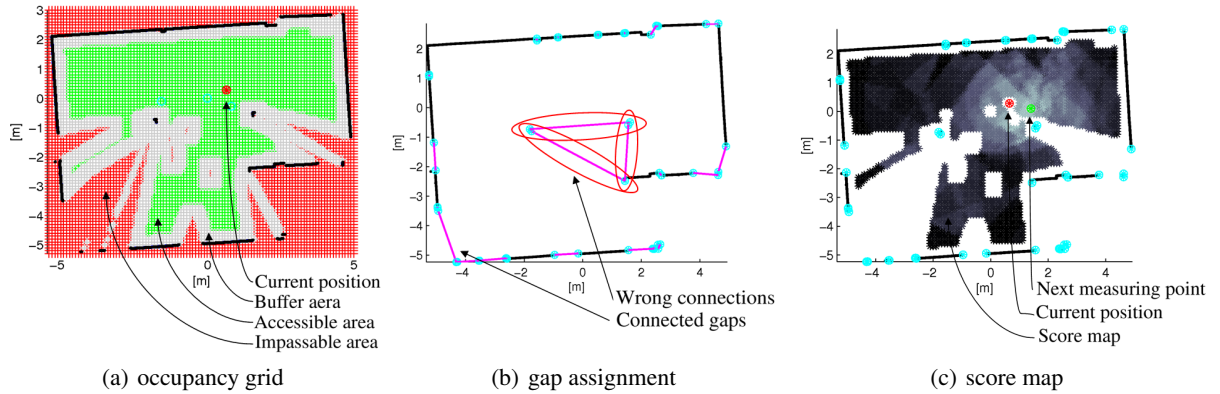 3
2
1
0
−1
−2
−3
−4
−5
[m]
−5
0
5
[m]
Current position
Buffer aera
Accessible area
Impassable area
(a) occupancy grid
3
2
1
0
−1
−2
−3
−4
−5
[m]
−4
−2
0
2
4
[m]
Wrong connections
Connected gaps
(b) gap assignment
2
1
0
−1
−2
−3
−4
−5
[m]
−4
−2
0
2
4
[m]
Next measuring point
Current position
Score map
(c) score map